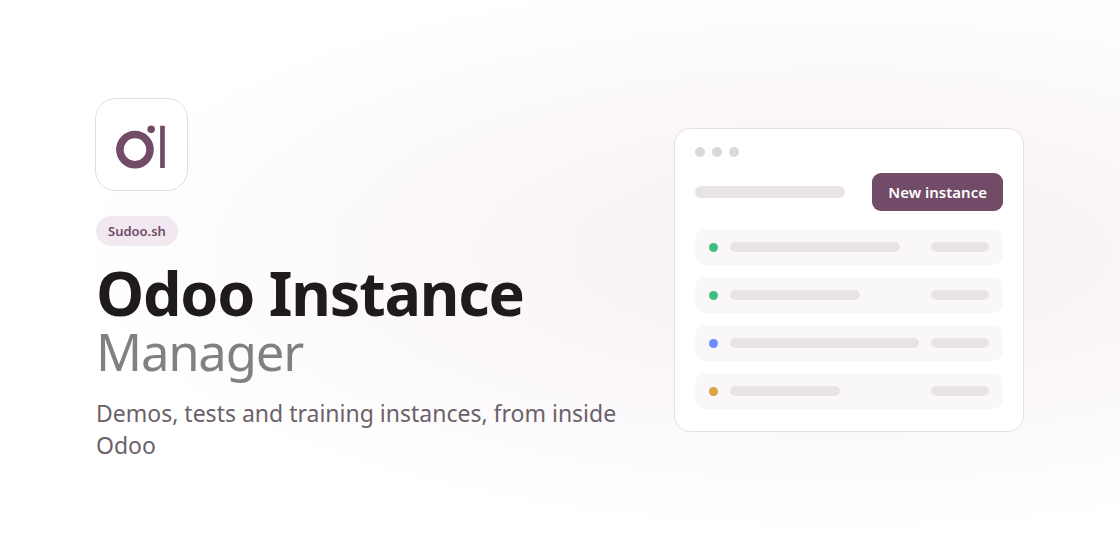 Sudoo.sh
Odoo Instance
Manager
Demos, tests and training instances, from inside
Odoo
New instance